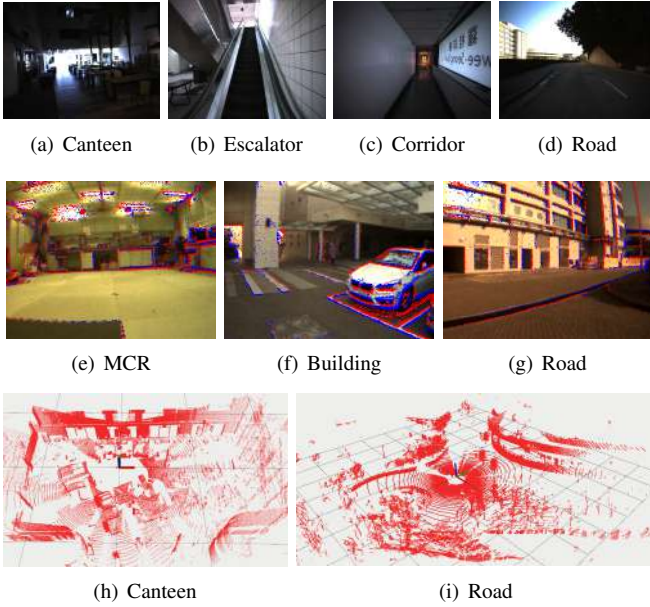 (a) Canteen
(b) Escalator
(c) Corridor
(d) Road
(e) MCR
(f) Building
(g) Road
(h) Canteen
(i) Road